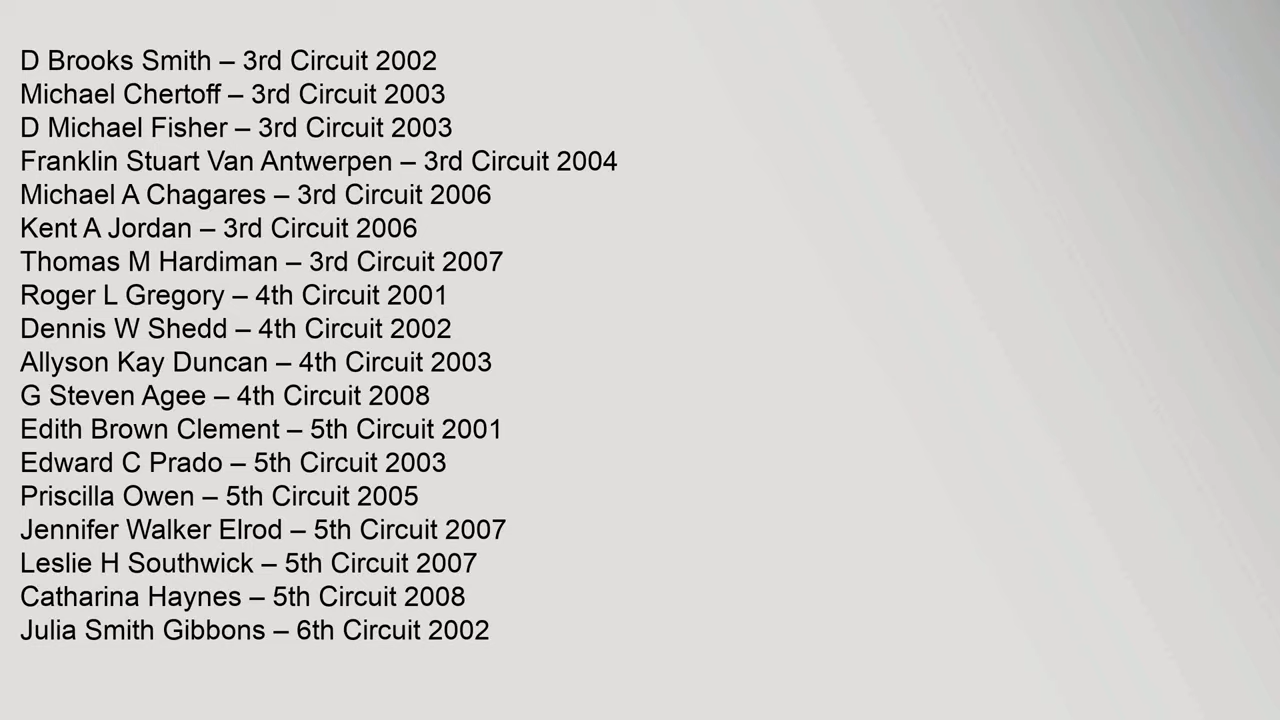 D Brooks Smith – 3rd Circuit 2002
Michael Chertoff – 3rd Circuit 2003
D Michael Fisher – 3rd Circuit 2003
Franklin Stuart Van Antwerpen – 3rd Circuit 2004
Michael A Chagares – 3rd Circuit 2006
Kent A Jordan – 3rd Circuit 2006
Thomas M Hardiman – 3rd Circuit 2007
Roger L Gregory – 4th Circuit 2001
Dennis W Shedd – 4th Circuit 2002
Allyson Kay Duncan – 4th Circuit 2003
G Steven Agee – 4th Circuit 2008
Edith Brown Clement – 5th Circuit 2001
Edward C Prado – 5th Circuit 2003
Priscilla Owen – 5th Circuit 2005
Jennifer Walker Elrod – 5th Circuit 2007
Leslie H Southwick – 5th Circuit 2007
Catharina Haynes – 5th Circuit 2008
Julia Smith Gibbons – 6th Circuit 2002